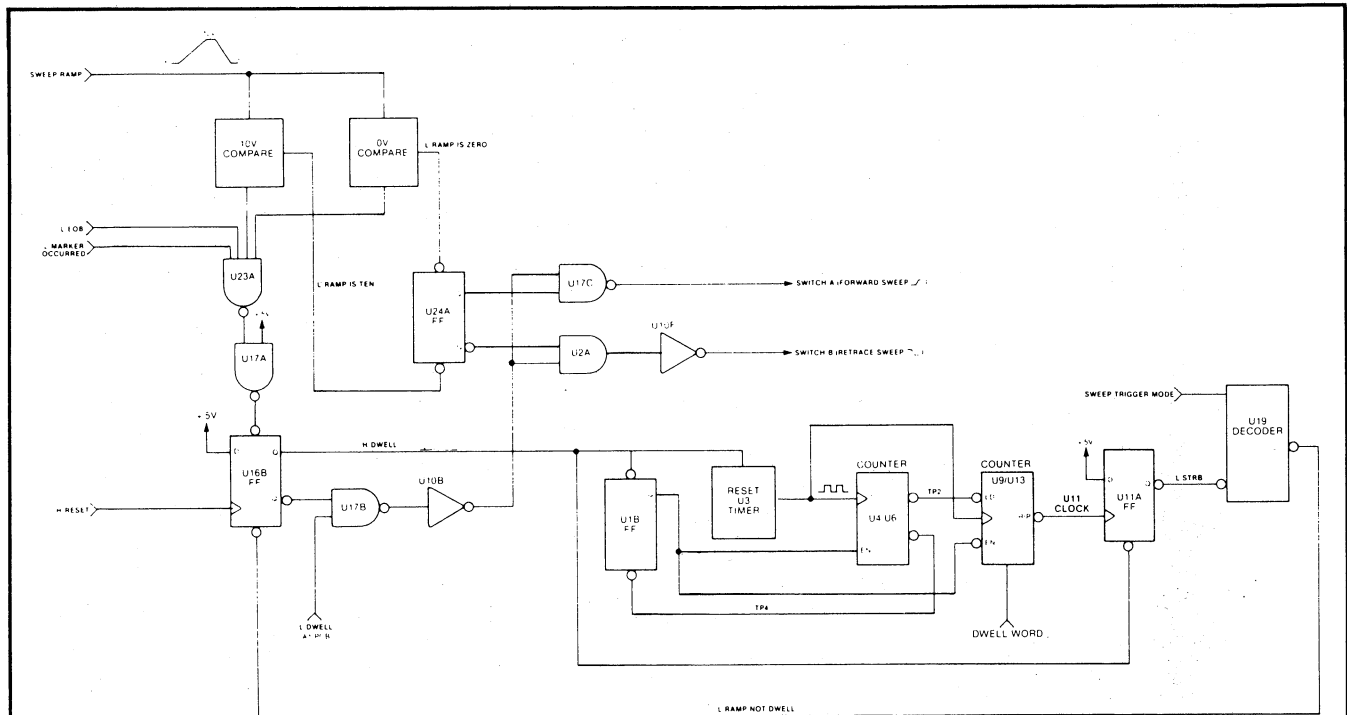 SWEEP RAMP
10V
COMPARE
0V
COMPARE
L RAMP IS ZERO
MARKER
OCCURRED
U23A
L RAMP IS TEN
U17A
U24A
FF
U17C
SWITCH A (FORWARD SWEEP
U2A
U10F
SWITCH B (RETRACE SWEEP
+5V
D
Q
U16B
FF
H RESET
H DWELL
U17B
U10B
L DWELL
U1B
FF
RESET
U3
TIMER
COUNTER
U4 U6
EN
TP2
TP4
COUNTER
U9/U13
EN
DWELL WORD
U11
CLOCK
+5V
D
Q
U11A
FF
L STRB
SWEEP TRIGGER MODE
U19
DECODER
L RAMP NOT DWELL